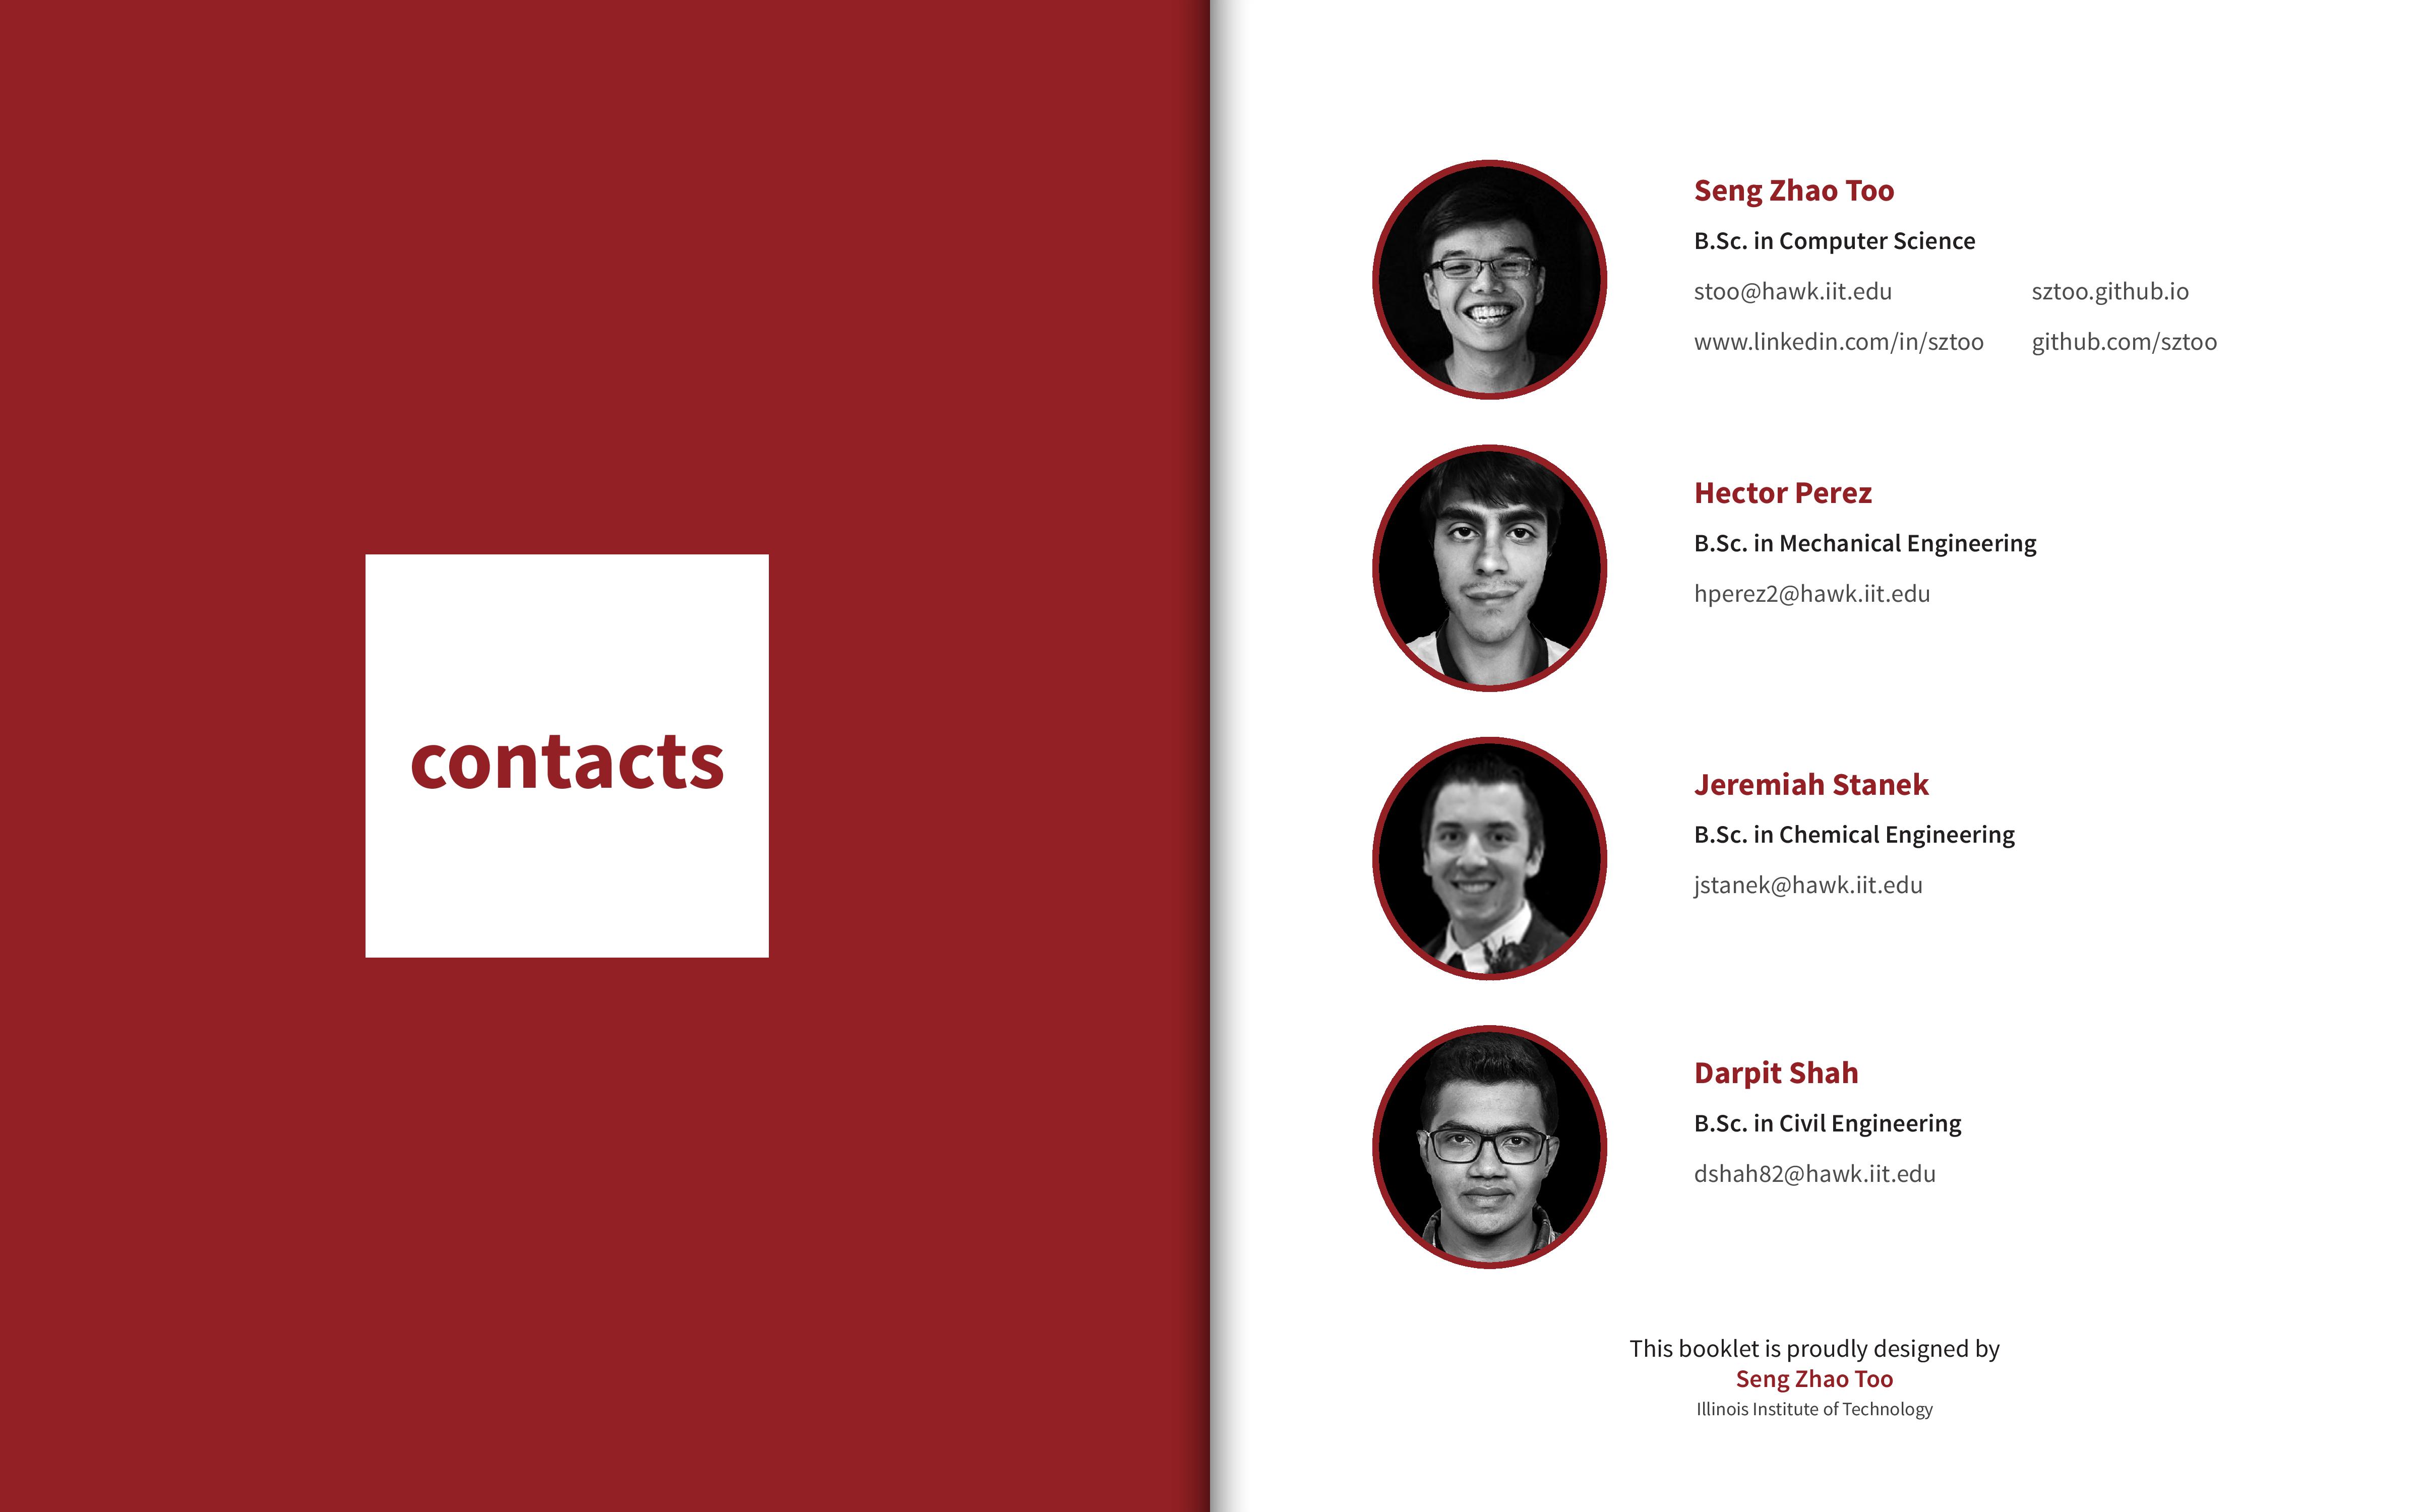 contacts
Seng Zhao Too
B.Sc. in Computer Science
stoo@hawk.iit.edu sztoo.github.io
www.linkedin.com/in/sztoo github.com/sztoo
Hector Perez
B.Sc. in Mechanical Engineering
hperez2@hawk.iit.edu
Jeremiah Stanek
B.Sc. in Chemical Engineering
jstanek@hawk.iit.edu
Darpit Shah
B.Sc. in Civil Engineering
dshah82@hawk.iit.edu
This booklet is proudly designed by
Seng Zhao Too
Illinois Institute of Technology